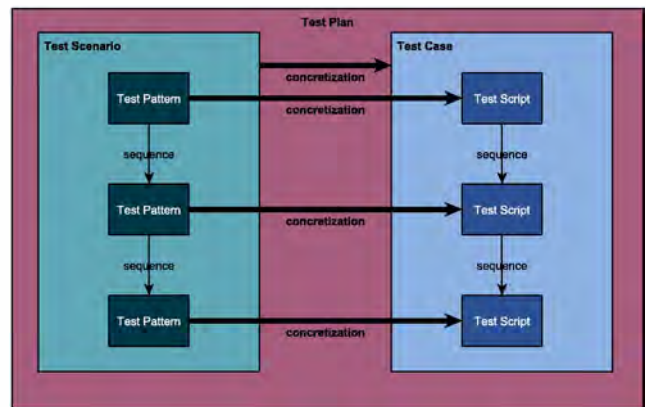 Test Plan
Test Scenario
Test Case
concretization
Test Pattern
concretization
Test Script
sequence
sequence
Test Pattern
concretization
Test Script
sequence
sequence
Test Pattern
concretization
Test Script